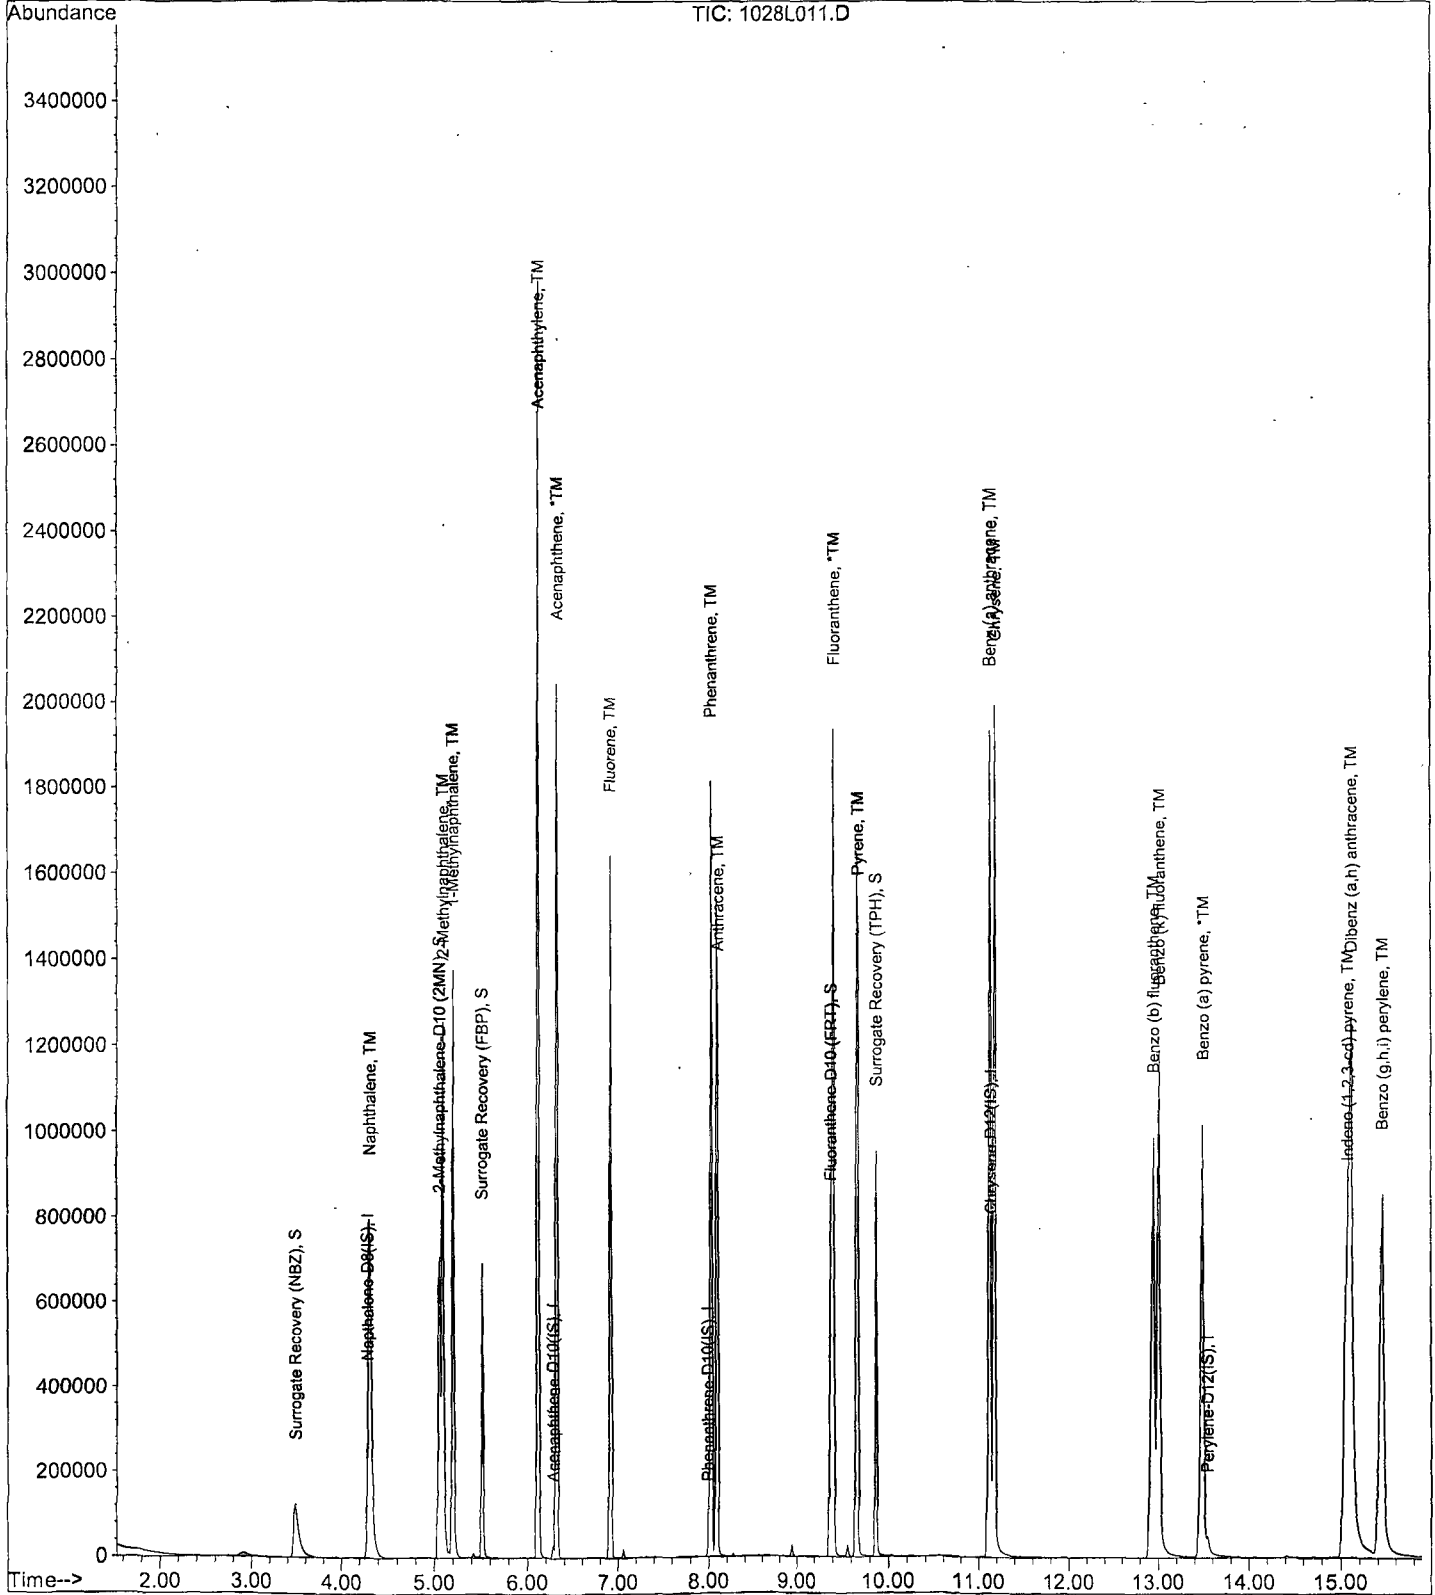 Abundance
TIC: 1028L011.D
3400000
3200000
3000000
2800000
2600000
2400000
2200000
2000000
1800000
1600000
1400000
1200000
1000000
800000
600000
400000
200000
0
Surrogate Recovery (NBZ), S
Napthalene-D8(IS), I
Naphthalene, TM
2-Methylnaphthalene-D10 (2MN), S
2-Methylnaphthalene, TM
1-Methylnaphthalene, TM
Surrogate Recovery (FBP), S
Acenaphthylene, TM
Acenaphthene-D10(IS), I
Acenaphthene, *TM
Fluorene, TM
Phenanthrene-D10(IS), I
Phenanthrene, TM
Anthracene, TM
Fluoranthene-D10 (FRT), S
Fluoranthene, *TM
Pyrene, TM
Surrogate Recovery (TPH), S
Chrysene-D12(IS), I
Benz (a) anthracene, TM
Chrysene, TM
Benzo (b) fluoranthene, TM
Benzo (k) fluoranthene, TM
Benzo (a) pyrene, *TM
Perylene-D12(IS), I
Indeno (1,2,3-cd) pyrene, TM
Dibenz (a,h) anthracene, TM
Benzo (g,h,i) perylene, TM
Time-->
2.00 3.00 4.00 5.00 6.00 7.00 8.00 9.00 10.00 11.00 12.00 13.00 14.00 15.00